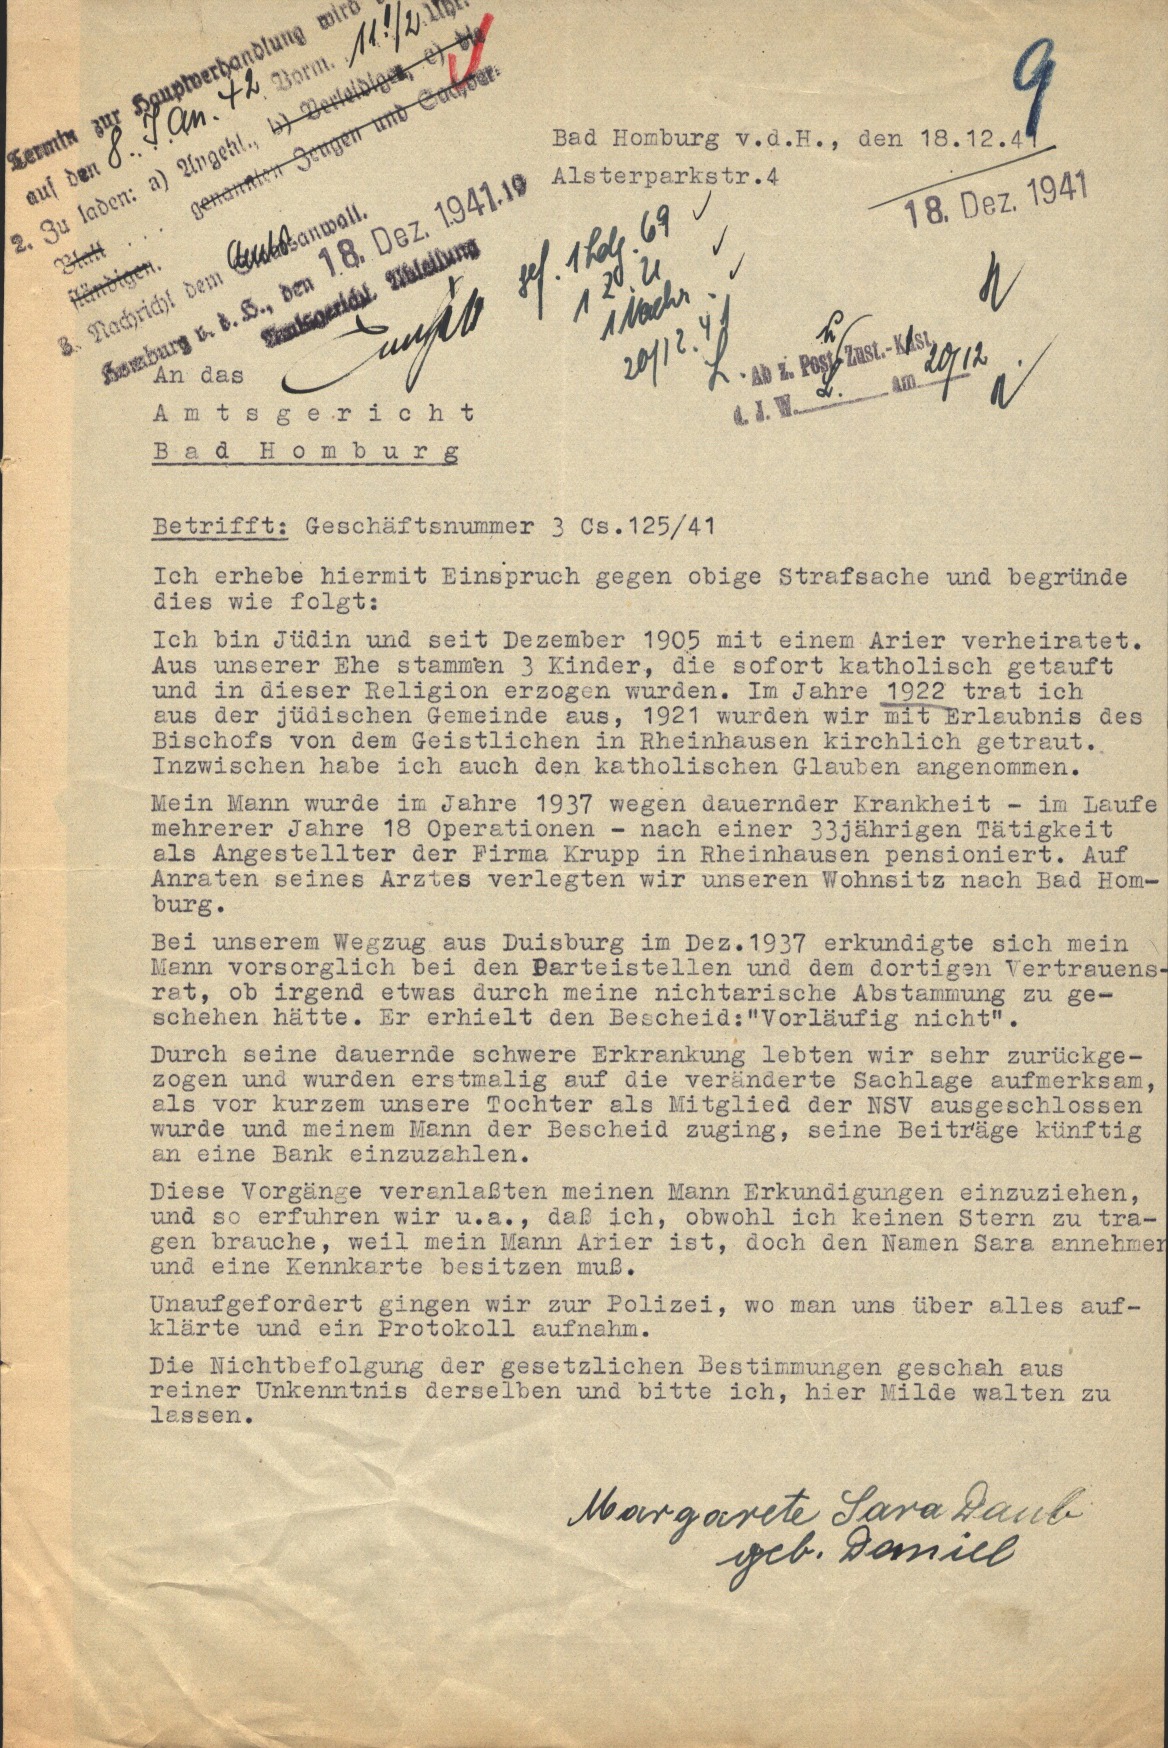 Termin zur Hauptverhandlung wird
auf den 8. Jan. 42 Vorm. 11 1/2 Uhr.
2. Zu laden: a) Angekl., b) Verteidiger, c) die
Blatt . . . . genannten Zeugen und Sachver-
ständigen.
3. Nachricht dem Amtsanwall.
Homburg v. d. H., den 18. Dez. 1941.19
Amtsgericht. Abteilung
9
Bad Homburg v.d.H., den 18.12.41
Alsterparkstr.4
18. Dez. 1941
gef. 1 Ldg. 69
1 Z. 21
1 Nachr.
20/12.41
Ab z. Post-Zust.-
d. J. W. am 20/12
An das
Amtsgericht
Bad Homburg
Betrifft: Geschäftsnummer 3 Cs.125/41
Ich erhebe hiermit Einspruch gegen obige Strafsache und begründe
dies wie folgt:
Ich bin Jüdin und seit Dezember 1905 mit einem Arier verheiratet.
Aus unserer Ehe stammen 3 Kinder, die sofort katholisch getauft
und in dieser Religion erzogen wurden. Im Jahre 1922 trat ich
aus der jüdischen Gemeinde aus, 1921 wurden wir mit Erlaubnis des
Bischofs von dem Geistlichen in Rheinhausen kirchlich getraut.
Inzwischen habe ich auch den katholischen Glauben angenommen.
Mein Mann wurde im Jahre 1937 wegen dauernder Krankheit - im Laufe
mehrerer Jahre 18 Operationen - nach einer 33jährigen Tätigkeit
als Angestellter der Firma Krupp in Rheinhausen pensioniert. Auf
Anraten seines Arztes verlegten wir unseren Wohnsitz nach Bad Hom-
burg.
Bei unserem Wegzug aus Duisburg im Dez.1937 erkundigte sich mein
Mann vorsorglich bei den Parteistellen und dem dortigen Vertrauens-
rat, ob irgend etwas durch meine nichtarische Abstammung zu ge-
schehen hätte. Er erhielt den Bescheid:"Vorläufig nicht".
Durch seine dauernde schwere Erkrankung lebten wir sehr zurückge-
zogen und wurden erstmalig auf die veränderte Sachlage aufmerksam,
als vor kurzem unsere Tochter als Mitglied der NSV ausgeschlossen
wurde und meinem Mann der Bescheid zuging, seine Beiträge künftig
an eine Bank einzuzahlen.
Diese Vorgänge veranlaßten meinen Mann Erkundigungen einzuziehen,
und so erfuhren wir u.a., daß ich, obwohl ich keinen Stern zu tra-
gen brauche, weil mein Mann Arier ist, doch den Namen Sara annehmen
und eine Kennkarte besitzen muß.
Unaufgefordert gingen wir zur Polizei, wo man uns über alles auf-
klärte und ein Protokoll aufnahm.
Die Nichtbefolgung der gesetzlichen Bestimmungen geschah aus
reiner Unkenntnis derselben und bitte ich, hier Milde walten zu
lassen.
Margarete Sara Daub
geb. Daniel